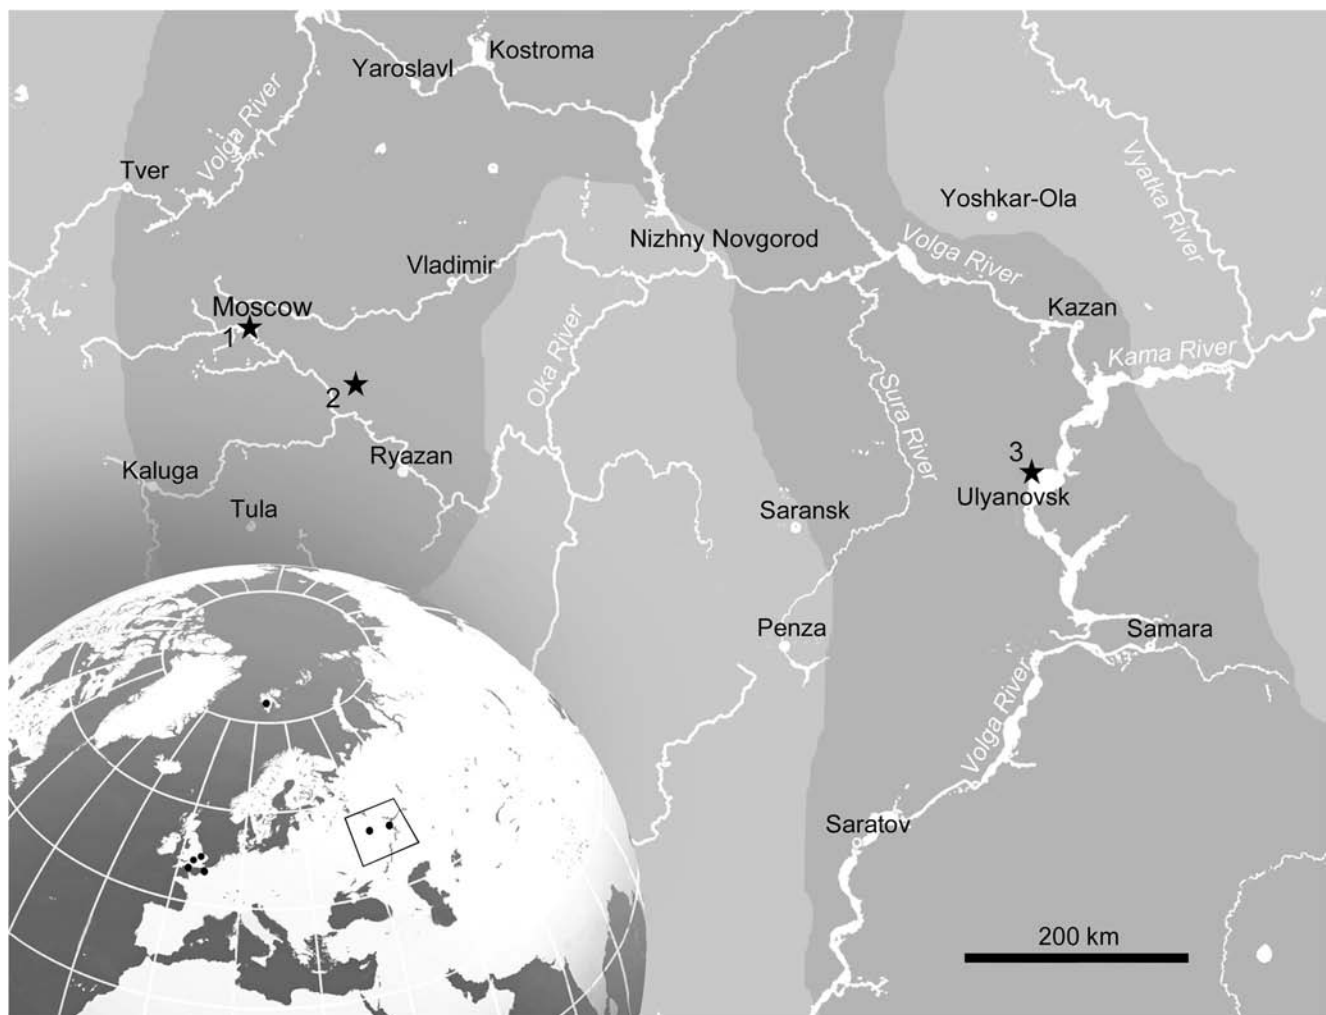 Kostroma
Yaroslavl
Volga River
Tver
Vyatka River
Yoshkar-Ola
Nizhny Novgorod
Volga River
Vladimir
Moscow
1
Kazan
Kama River
Oka River
2
Sura River
Ryazan
3
Kaluga
Ulyanovsk
Tula
Saransk
Penza
Samara
Volga River
Saratov
200 km